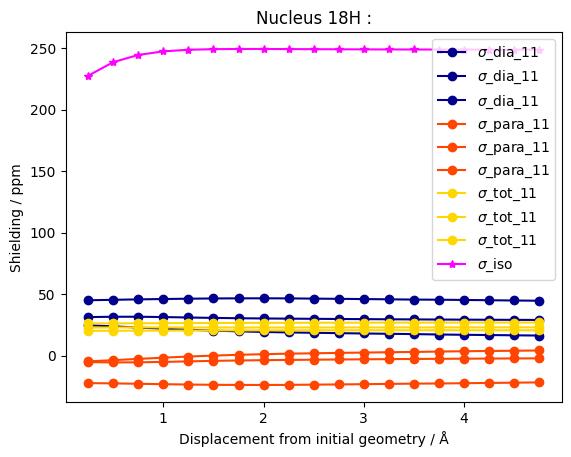 Nucleus 18H :
250
200
150
100
50
0
Shielding / ppm
σ_dia_11
σ_dia_11
σ_dia_11
σ_para_11
σ_para_11
σ_para_11
σ_tot_11
σ_tot_11
σ_tot_11
σ_iso
1 2 3 4
Displacement from initial geometry / Å